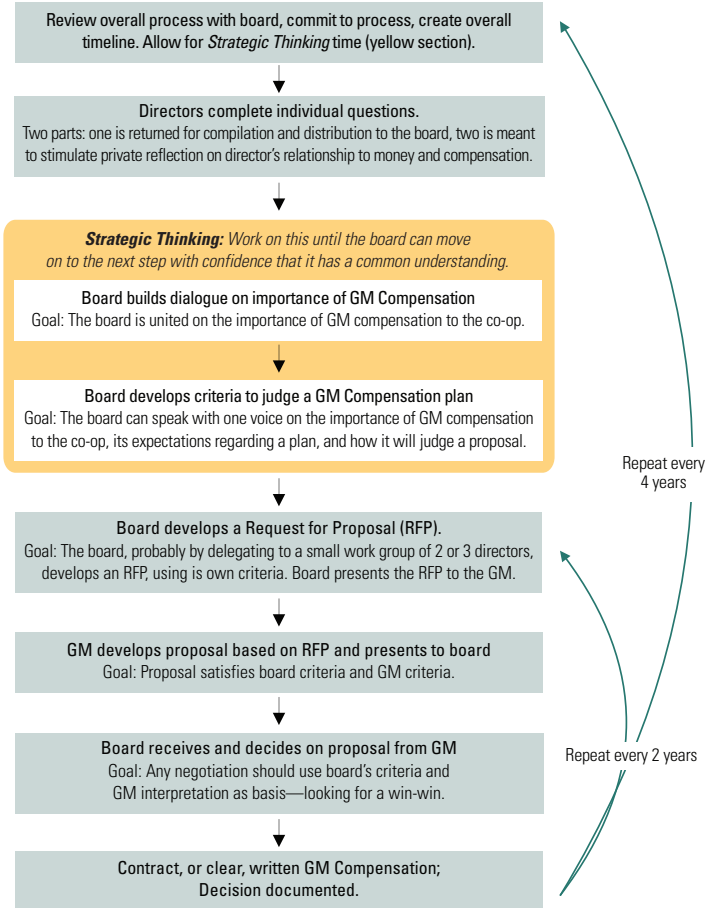 Review overall process with board, commit to process, create overall
timeline. Allow for Strategic Thinking time (yellow section).
Directors complete individual questions.
Two parts: one is returned for compilation and distribution to the board, two is meant
to stimulate private reflection on director's relationship to money and compensation.
Strategic Thinking: Work on this until the board can move
on to the next step with confidence that it has a common understanding.
Board builds dialogue on importance of GM Compensation
Goal: The board is united on the importance of GM compensation to the co-op.
Board develops criteria to judge a GM Compensation plan
Goal: The board can speak with one voice on the importance of GM compensation
to the co-op, its expectations regarding a plan, and how it will judge a proposal.
Repeat every
4 years
Board develops a Request for Proposal (RFP).
Goal: The board, probably by delegating to a small work group of 2 or 3 directors,
develops an RFP, using is own criteria. Board presents the RFP to the GM.
GM develops proposal based on RFP and presents to board
Goal: Proposal satisfies board criteria and GM criteria.
Board receives and decides on proposal from GM
Goal: Any negotiation should use board's criteria and
GM interpretation as basis—looking for a win-win.
Repeat every 2 years
Contract, or clear, written GM Compensation;
Decision documented.